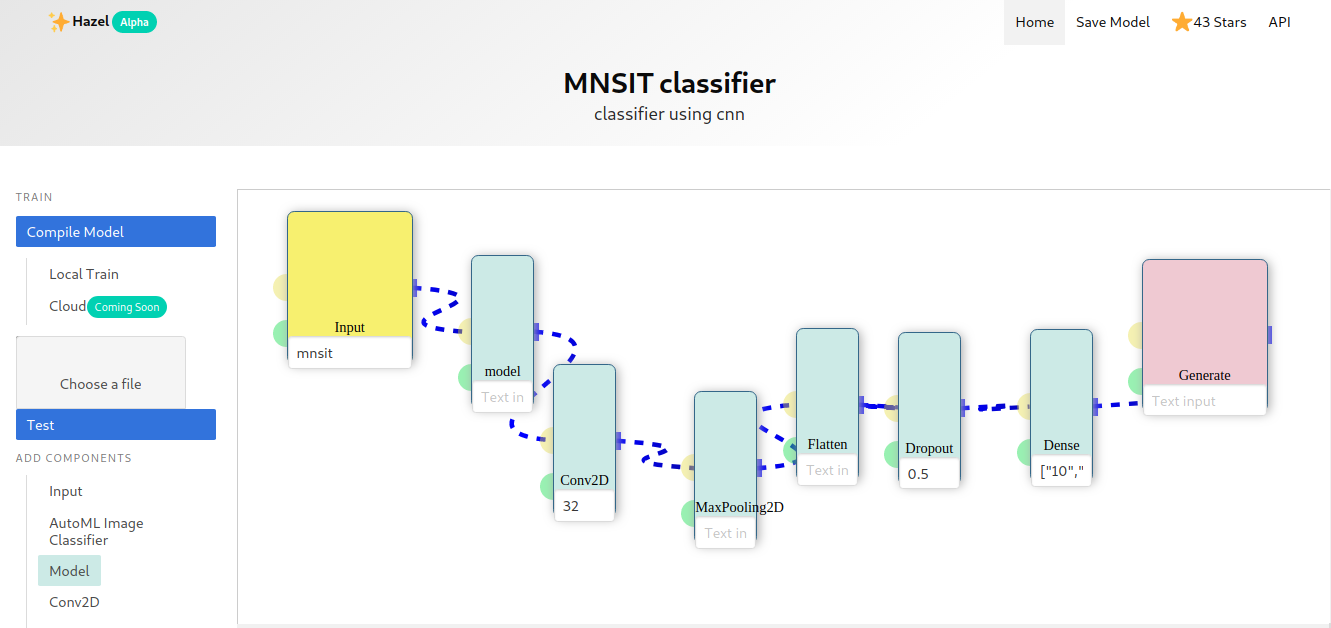 Hazel Alpha
Home Save Model 43 Stars API
MNSIT classifier
classifier using cnn
TRAIN
Compile Model
Local Train
Cloud Coming Soon
Choose a file
Test
ADD COMPONENTS
Input
AutoML Image
Classifier
Model
Conv2D
Input
mnsit
model
Text in
Conv2D
32
MaxPooling2D
Text in
Flatten
Text in
Dropout
0.5
Dense
["10","
Generate
Text input